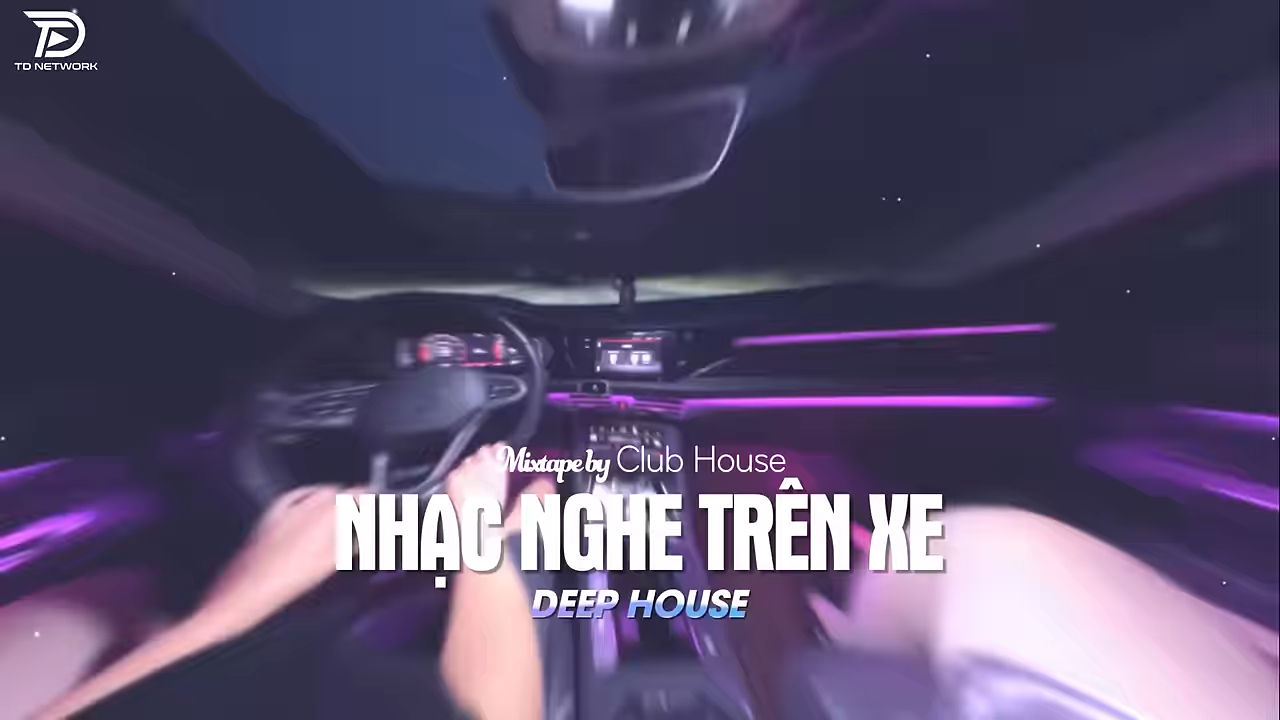 TD NETWORK
Mixtape by Club House
NHẠC NGHE TRÊN XE
DEEP HOUSE